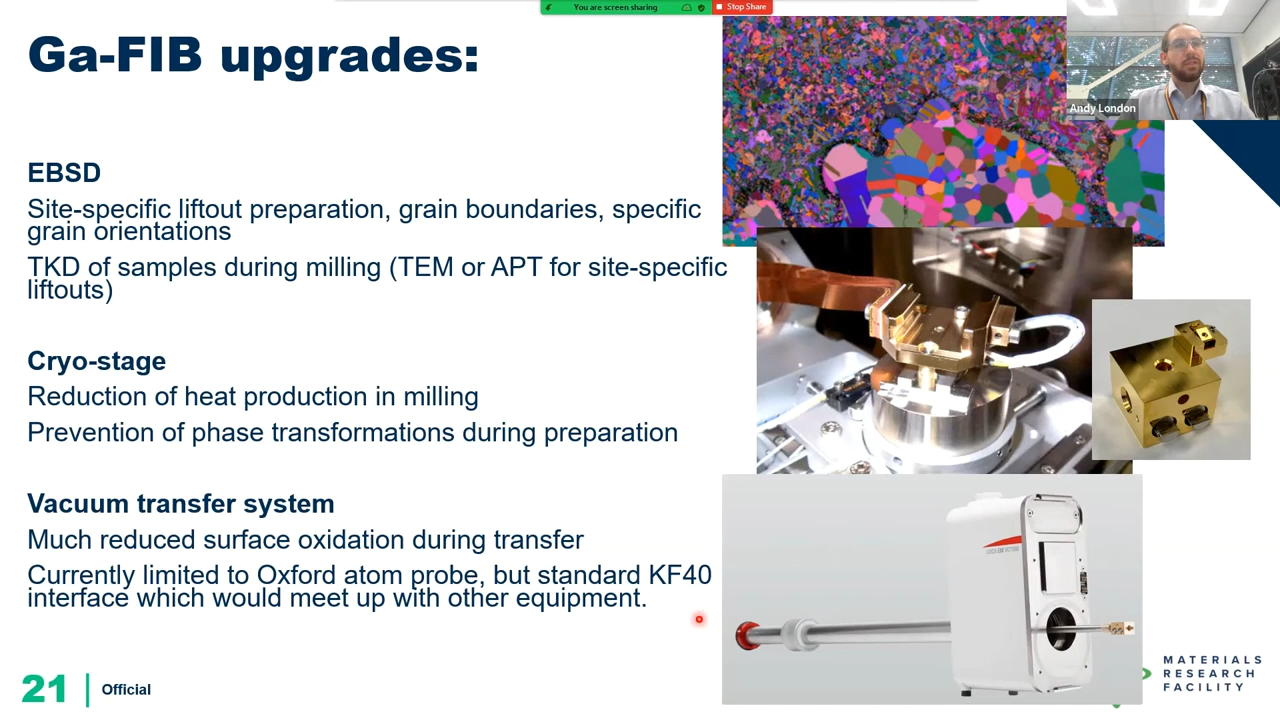 You are screen sharing
Stop Share
Ga-FIB upgrades:
Andy London
EBSD
Site-specific liftout preparation, grain boundaries, specific
grain orientations
TKD of samples during milling (TEM or APT for site-specific
liftouts)
Cryo-stage
Reduction of heat production in milling
Prevention of phase transformations during preparation
Vacuum transfer system
Much reduced surface oxidation during transfer
Currently limited to Oxford atom probe, but standard KF40
interface which would meet up with other equipment.
21
Official
MATERIALS
RESEARCH
FACILITY